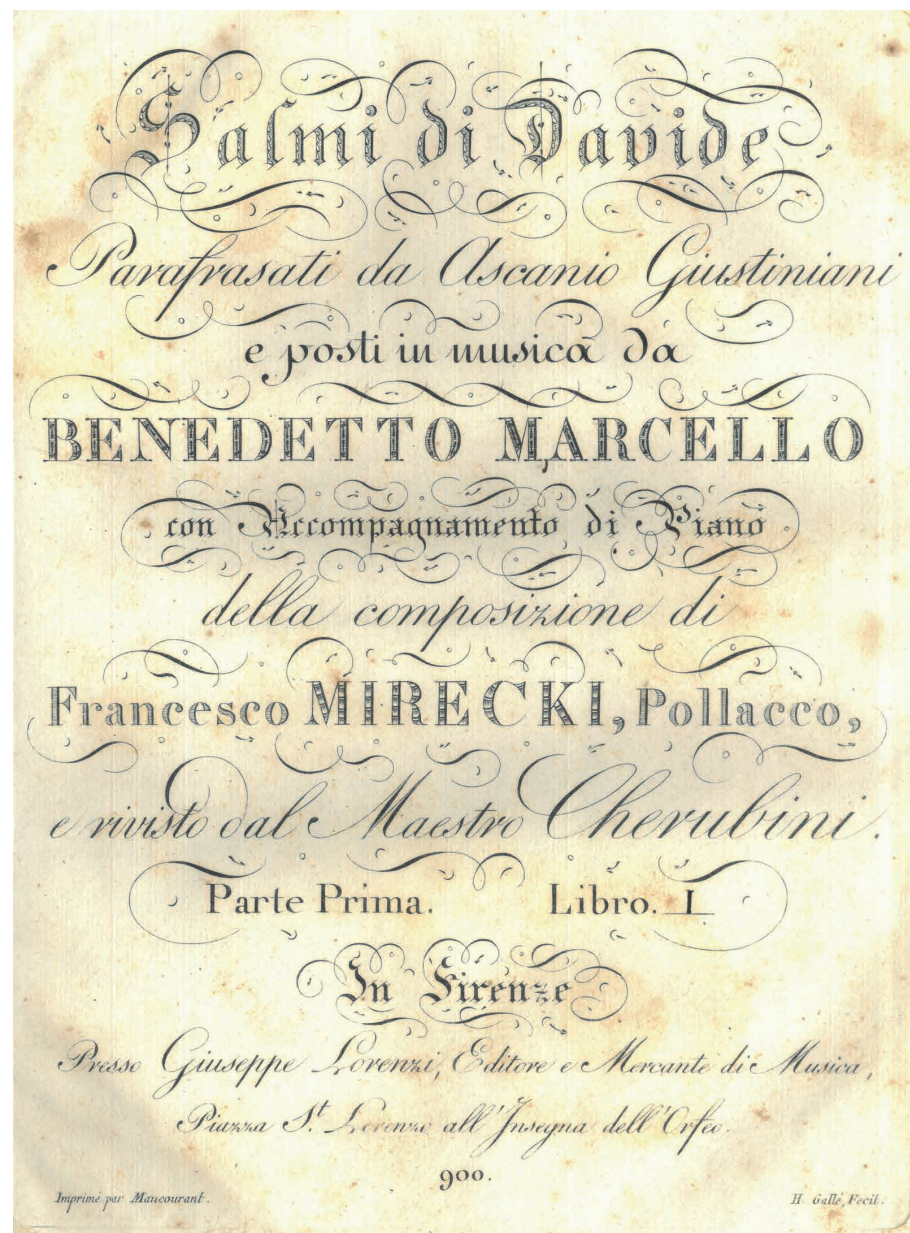 Salmi di Davide
Parafrasati da Ascanio Giustiniani
e posti in musica da
BENEDETTO MARCELLO
con Accompagnamento di Piano
della composizione di
Francesco MIRECKI, Pollacco,
e rivisto dal Maestro Cherubini.
Parte Prima. Libro. I
In Firenze
Presso Giuseppe Lorenzi, Editore e Mercante di Musica,
Piazza S.t Lorenzo all'Insegna dell'Orfeo.
900.
Imprimé par Maucourant.
H. Gallé, Fecit.